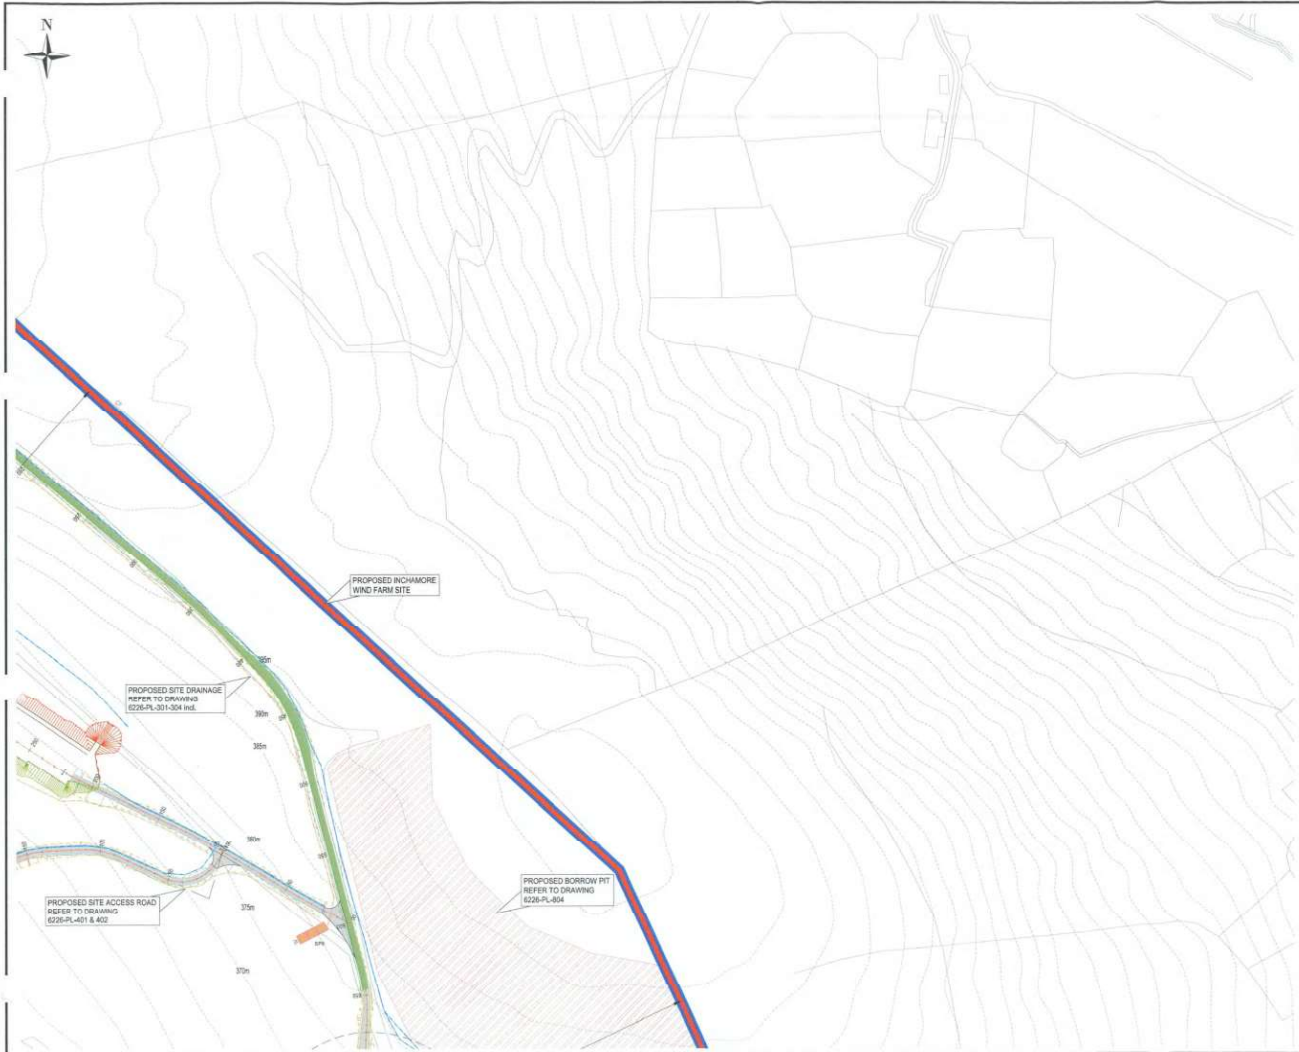 N
PROPOSED INCHAMORE
WIND FARM SITE
PROPOSED SITE DRAINAGE
REFER TO DRAWING
6226-PL-301-304 incl.
395m
390m
385m
380m
PROPOSED BORROW PIT
REFER TO DRAWING
6226-PL-804
PROPOSED SITE ACCESS ROAD
REFER TO DRAWING
6226-PL-401 & 402
375m
370m